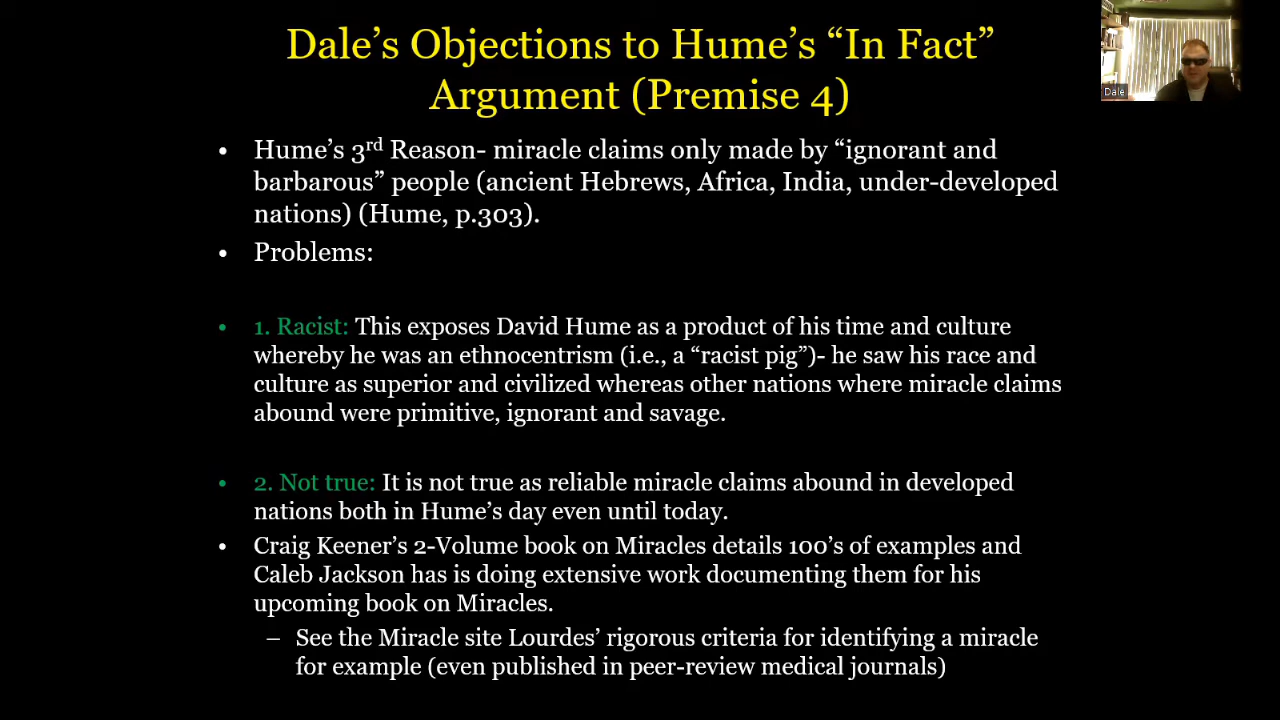 Dale’s Objections to Hume’s “In Fact”
Argument (Premise 4)
Dale
• Hume’s 3rd Reason- miracle claims only made by “ignorant and
barbarous” people (ancient Hebrews, Africa, India, under-developed
nations) (Hume, p.303).
• Problems:
• 1. Racist: This exposes David Hume as a product of his time and culture
whereby he was an ethnocentrism (i.e., a “racist pig”)- he saw his race and
culture as superior and civilized whereas other nations where miracle claims
abound were primitive, ignorant and savage.
• 2. Not true: It is not true as reliable miracle claims abound in developed
nations both in Hume’s day even until today.
• Craig Keener’s 2-Volume book on Miracles details 100’s of examples and
Caleb Jackson has is doing extensive work documenting them for his
upcoming book on Miracles.
– See the Miracle site Lourdes’ rigorous criteria for identifying a miracle
for example (even published in peer-review medical journals)